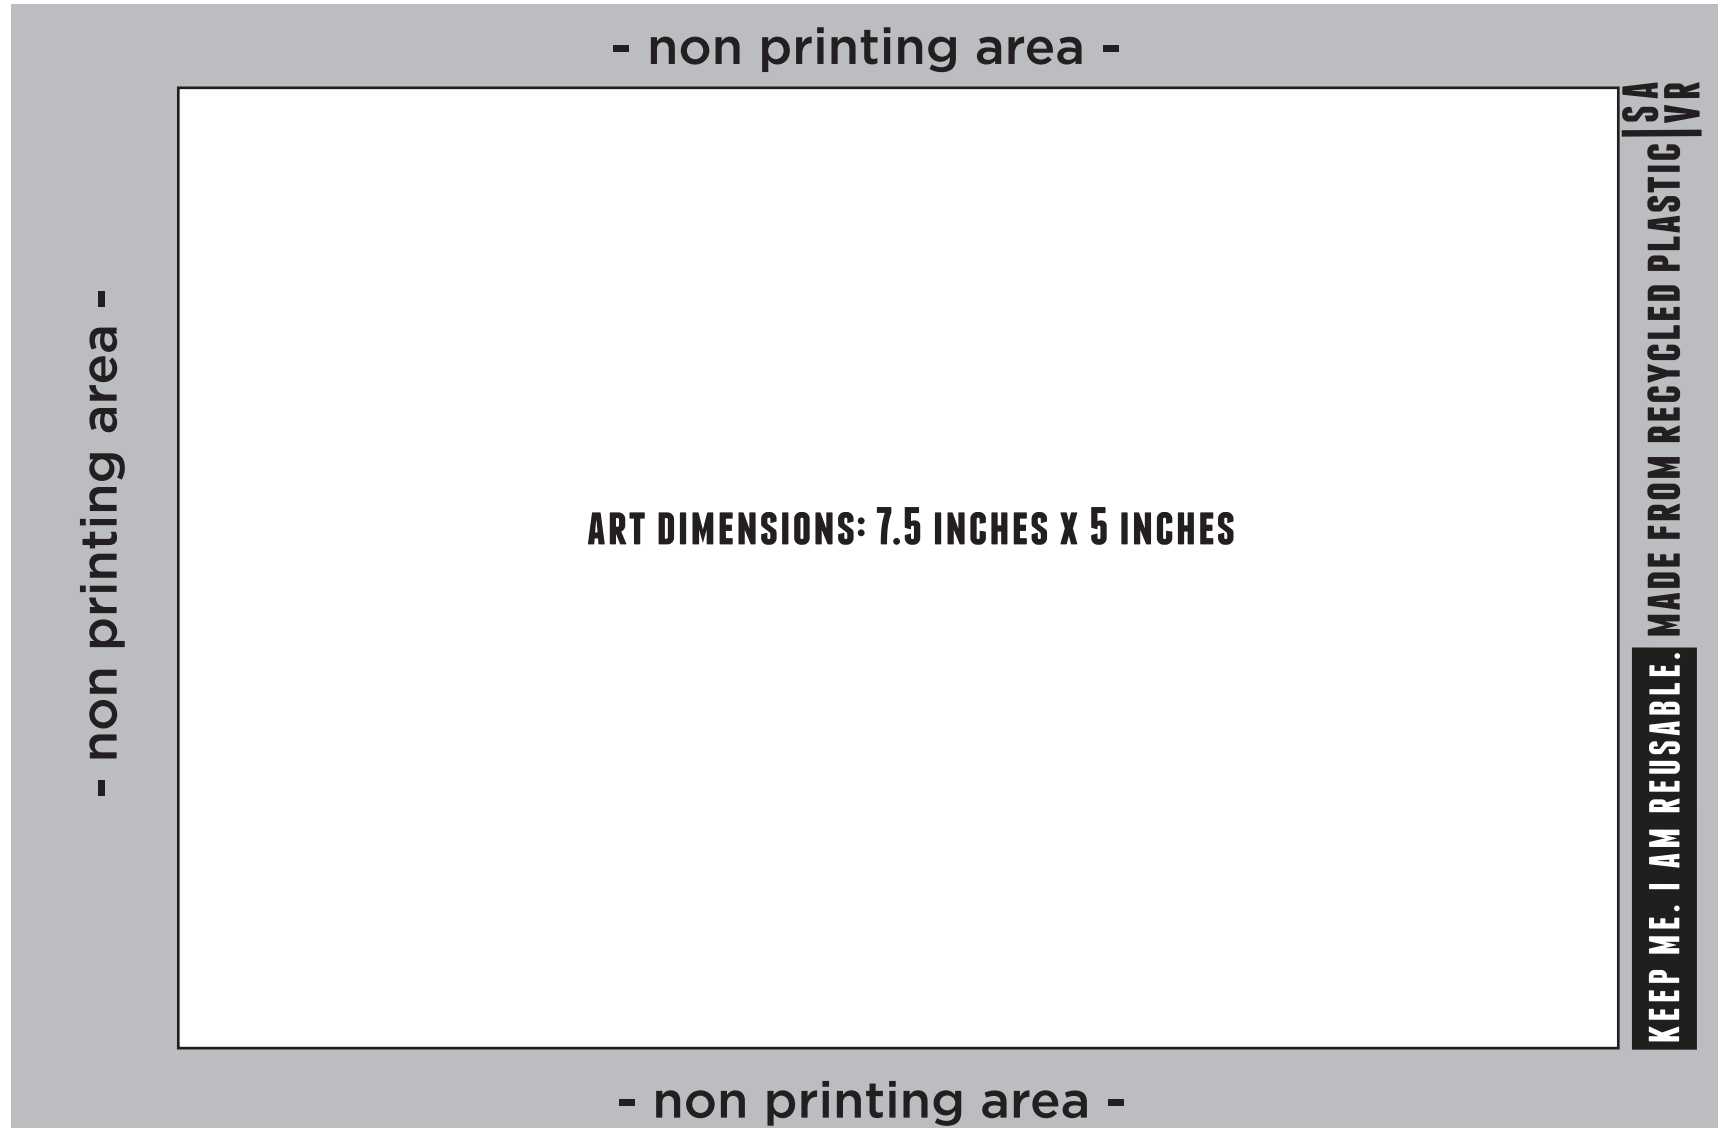 - non printing area -
- non printing area -
ART DIMENSIONS: 7.5 INCHES X 5 INCHES
KEEP ME. I AM REUSABLE. MADE FROM RECYCLED PLASTIC
SA
VR
- non printing area -